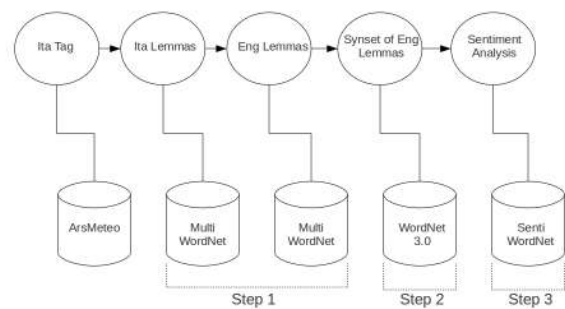 Ita Tag
Ita Lemmas
Eng Lemmas
Synset of Eng
Lemmas
Sentiment
Analysis
ArsMeteo
Multi
WordNet
Multi
WordNet
WordNet
3.0
Senti
WordNet
Step 1
Step 2
Step 3